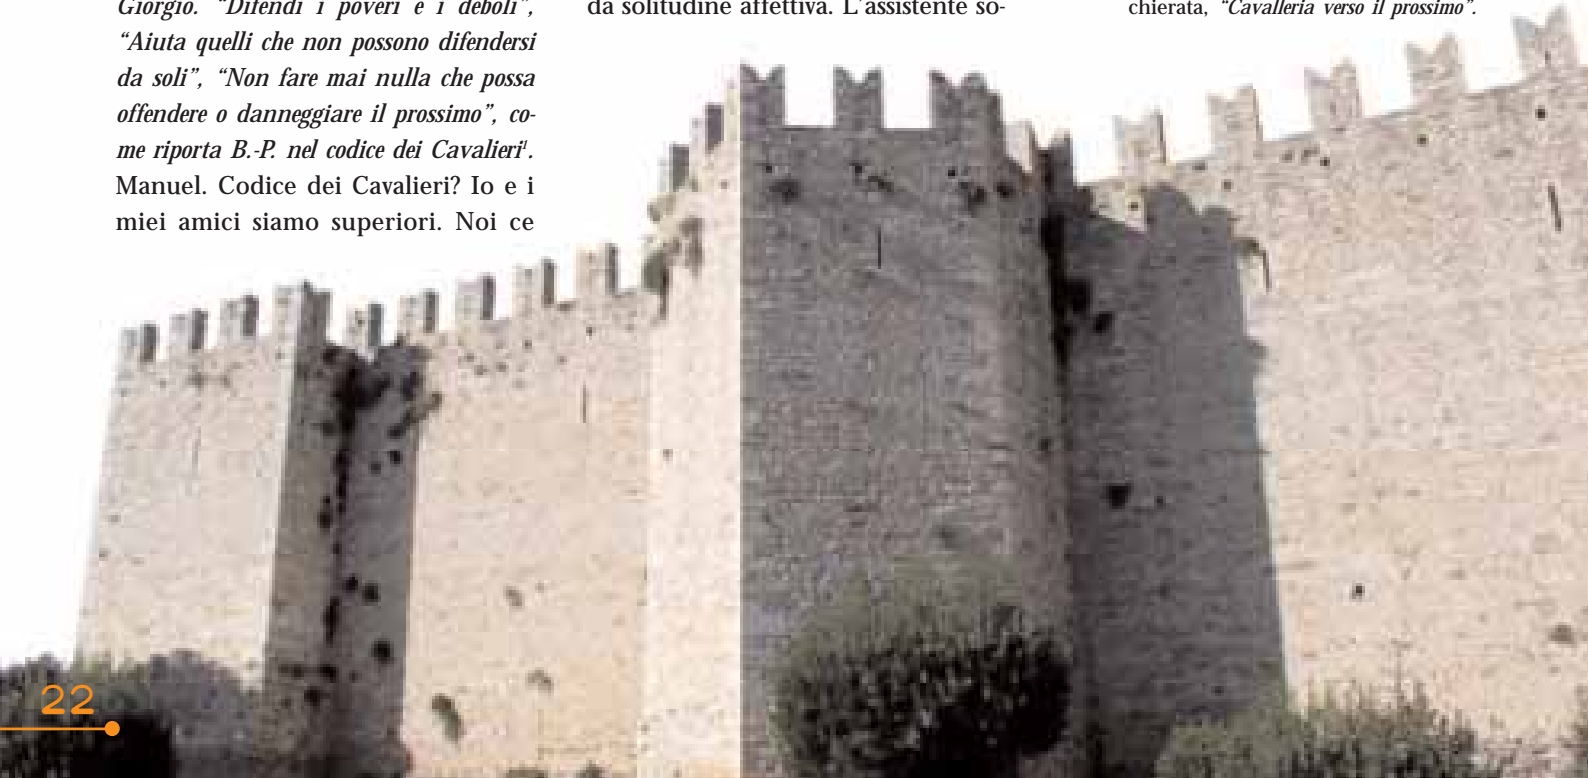 Giorgio. “Difendi i poveri e i deboli”,
“Aiuta quelli che non possono difendersi
da soli”, “Non fare mai nulla che possa
offendere o danneggiare il prossimo”, co-
me riporta B.-P. nel codice dei Cavalieri¹.
Manuel. Codice dei Cavalieri? Io e i
miei amici siamo superiori. Noi ce
da solitudine affettiva. L’assistente so-
chierata, “Cavalleria verso il prossimo”.
22